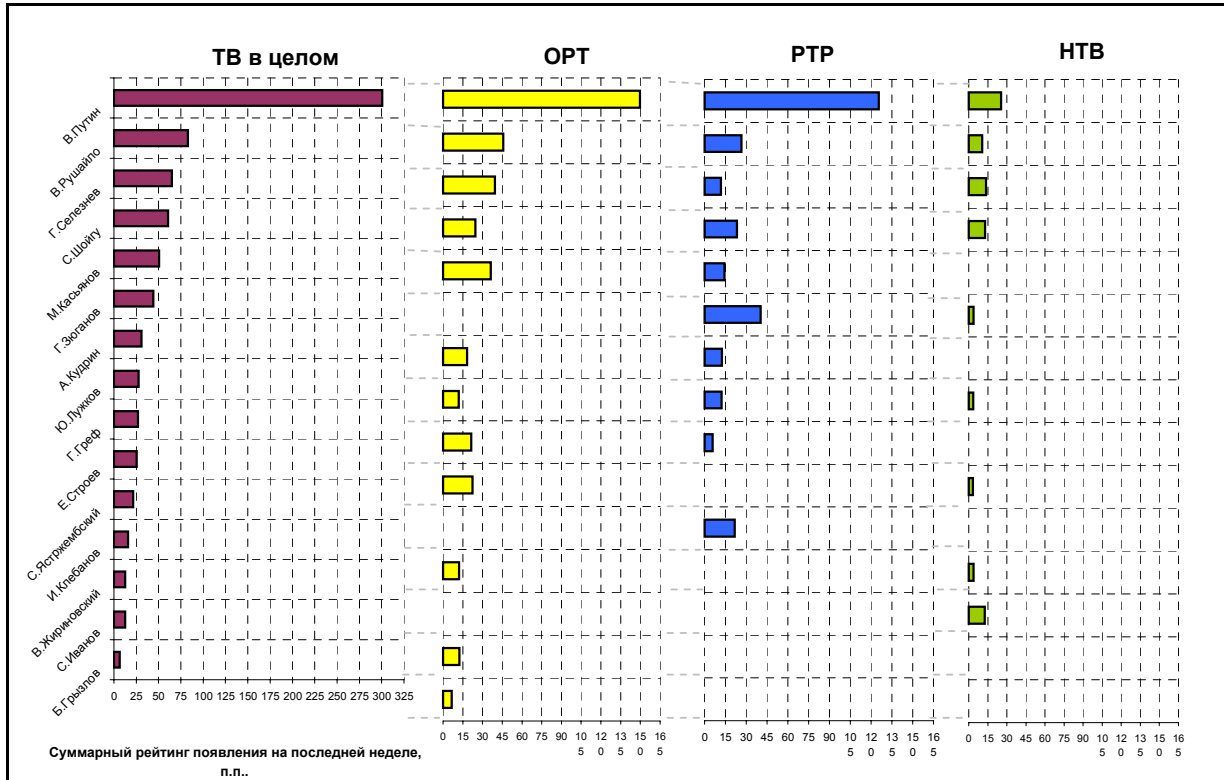 ТВ в целом
ОРТ
РТР
НТВ
В.Путин
В.Рушайло
Г.Селезнев
С.Шойгу
М.Касьянов
Г.Зюганов
А.Кудрин
Ю.Лужков
Г.Греф
Е.Строев
С.Ястржембский
И.Клебанов
В.Жириновский
С.Иванов
Б.Грызлов
0 25 50 75 100 125 150 175 200 225 250 275 300 325
0 15 30 45 60 75 90 10 12 13 15 16
5 0 5 0 5
0 15 30 45 60 75 90 10 12 13 15 16
5 0 5 0 5
0 15 30 45 60 75 90 10 12 13 15 16
5 0 5 0 5
Суммарный рейтинг появления на последней неделе,
п.п..